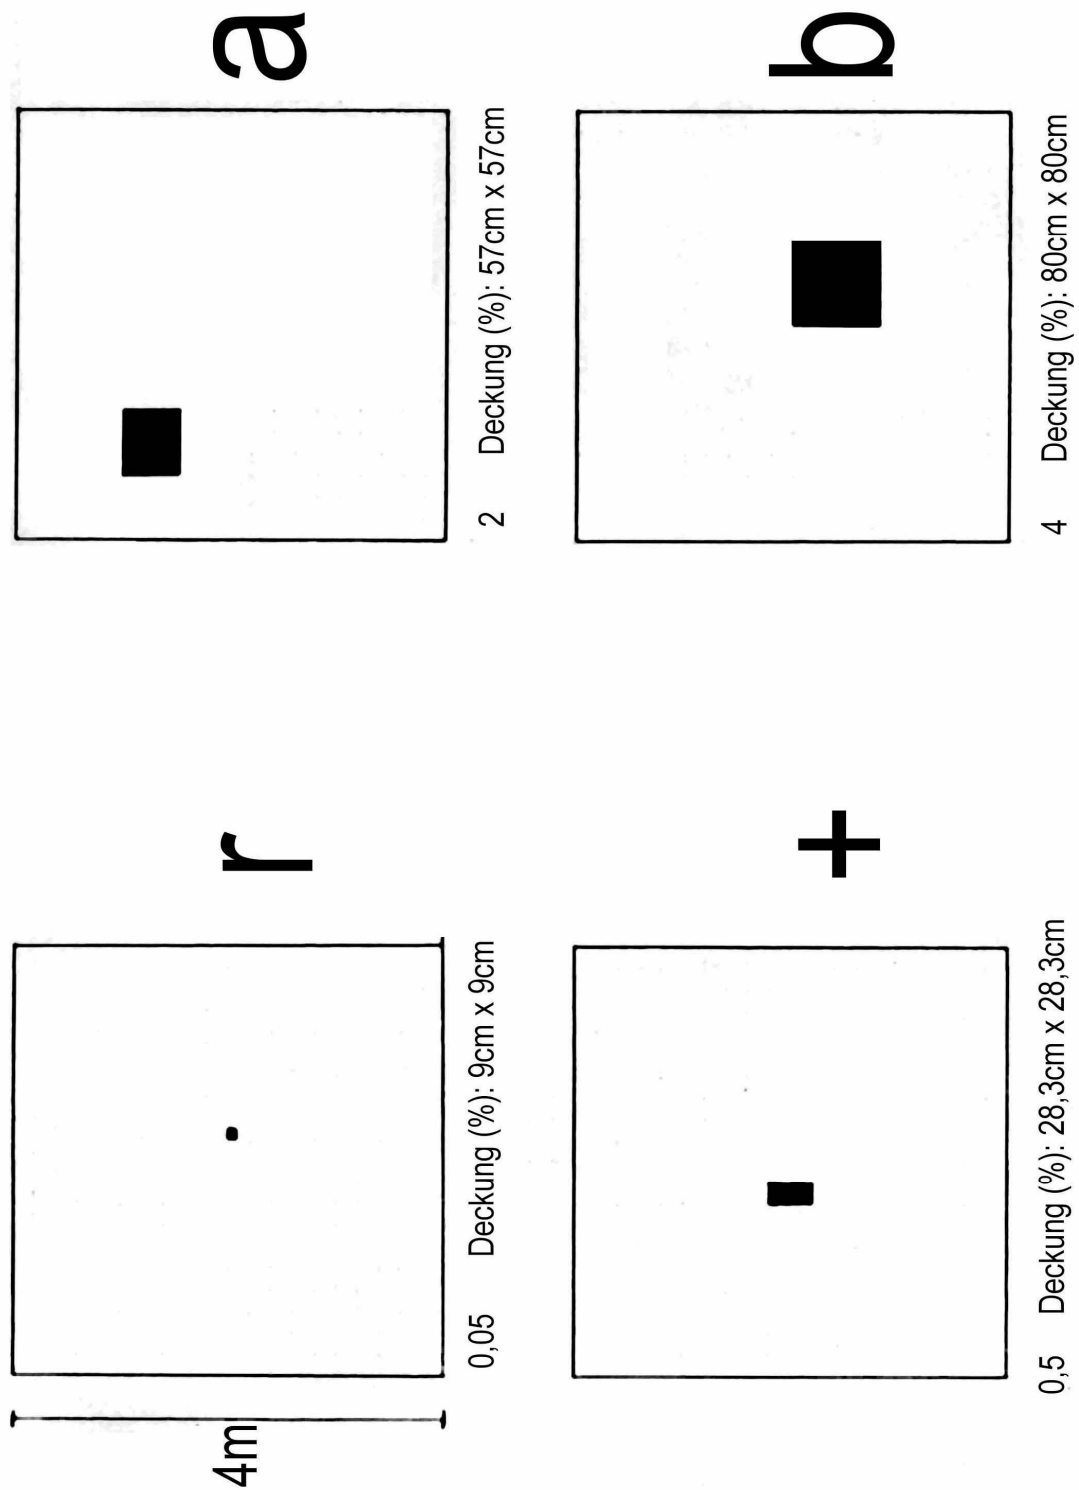 4m
r
0,05 Deckung (%): 9cm x 9cm
a
2 Deckung (%): 57cm x 57cm
+
0,5 Deckung (%): 28,3cm x 28,3cm
b
4 Deckung (%): 80cm x 80cm